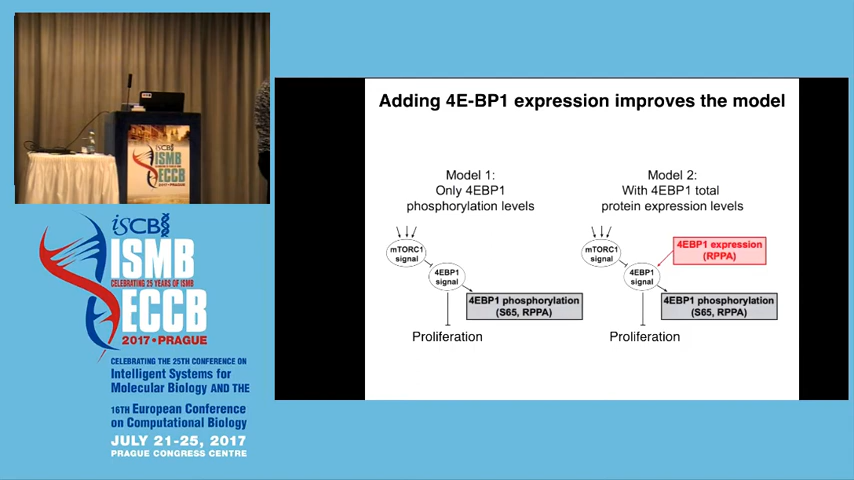 iSCB
ISMB
ECCB
iSCB
ISMB
CELEBRATING 25 YEARS OF ISMB
ECCB
2017 • PRAGUE
CELEBRATING THE 25TH CONFERENCE ON
Intelligent Systems for
Molecular Biology AND THE
16TH European Conference
on Computational Biology
JULY 21-25, 2017
PRAGUE CONGRESS CENTRE
Adding 4E-BP1 expression improves the model
Model 1:
Only 4EBP1
phosphorylation levels
mTORC1
signal
4EBP1
signal
4EBP1 phosphorylation
(S65, RPPA)
Proliferation
Model 2:
With 4EBP1 total
protein expression levels
mTORC1
signal
4EBP1 expression
(RPPA)
4EBP1
signal
4EBP1 phosphorylation
(S65, RPPA)
Proliferation